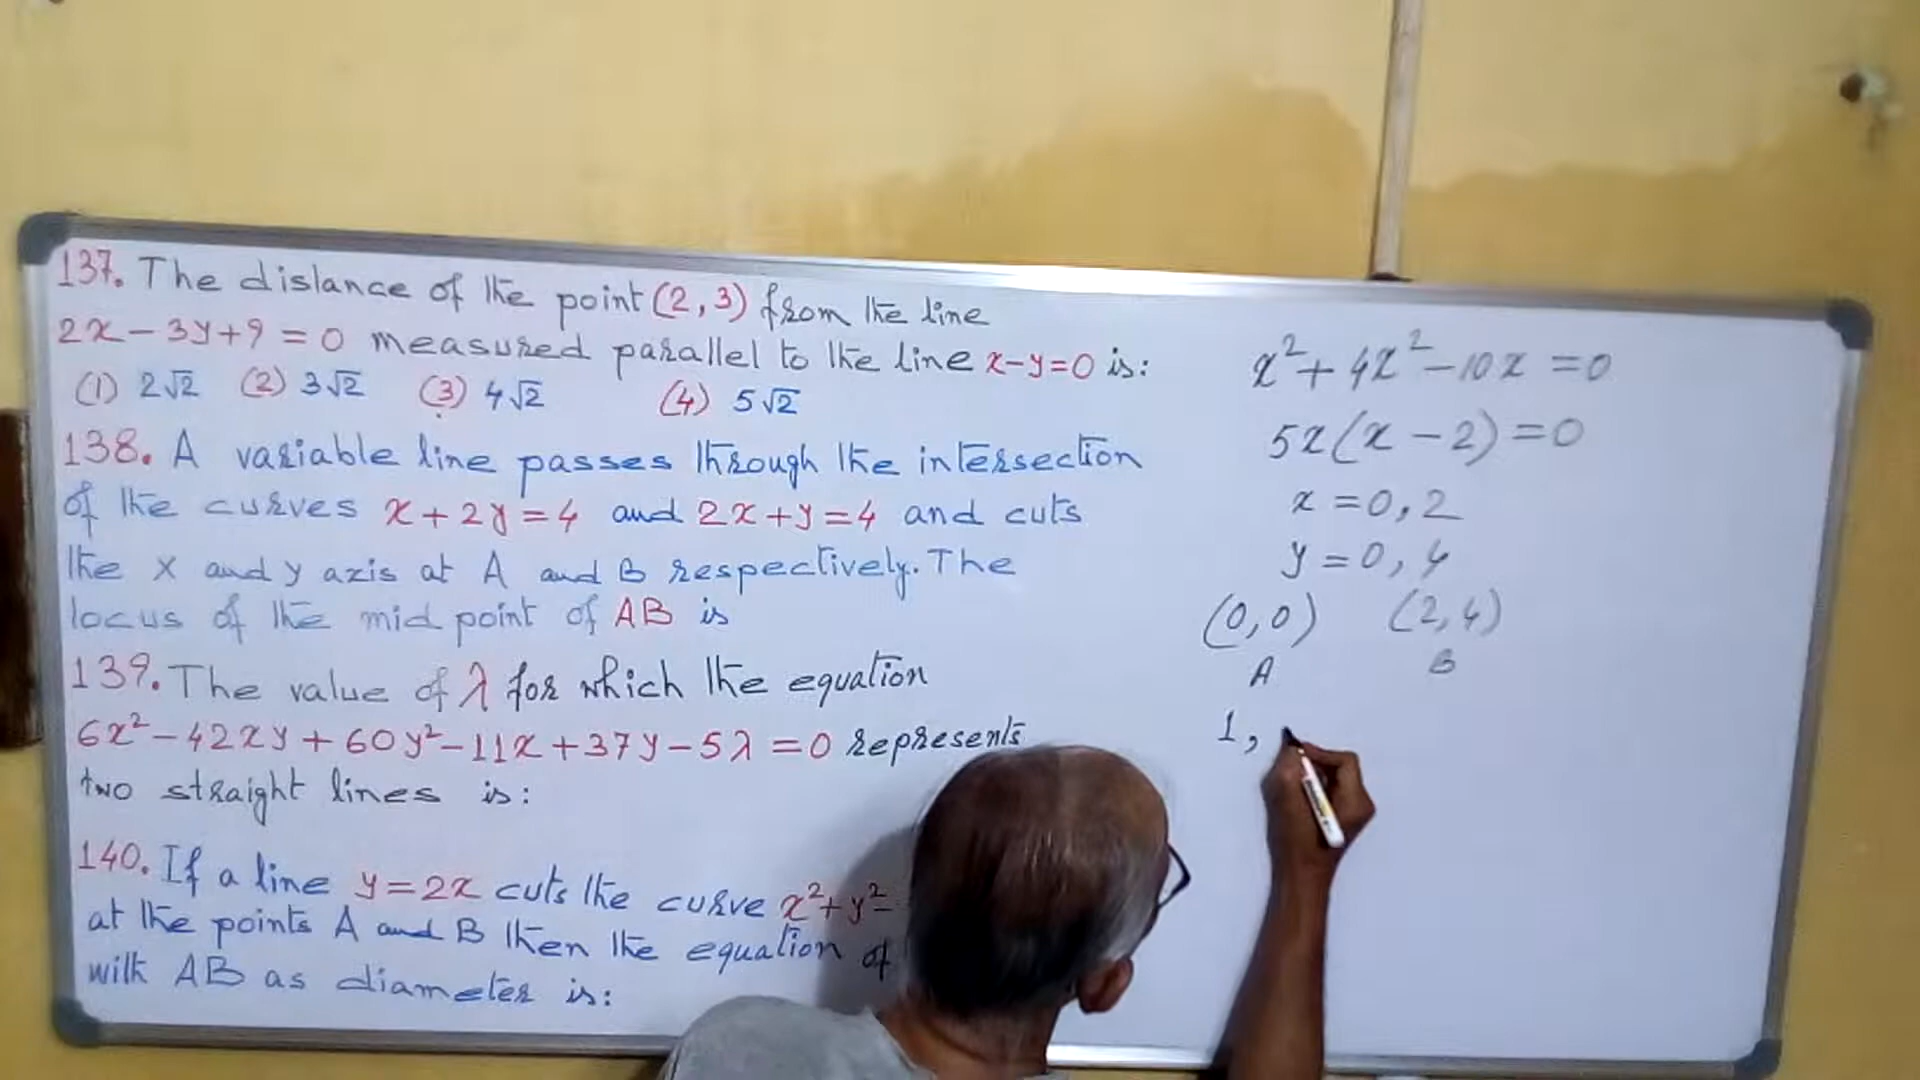 137. The distance of the point (2,3) from the line
2x-3y+9=0 measured parallel to the line x-y=0 is:
(1) 2√2 (2) 3√2 (3) 4√2 (4) 5√2
138. A variable line passes through the intersection
of the curves x+2y=4 and 2x+y=4 and cuts
the X and y axis at A and B respectively. The
locus of the mid point of AB is
139. The value of λ for which the equation
6x²-42xy+60y²-11x+37y-5λ=0 represents
two straight lines is:
140. If a line y=2x cuts the curve x²+y²-
at the points A and B then the equation of
with AB as diameter is:
x²+4x²-10x=0
5x(x-2)=0
x=0,2
y=0,4
(0,0) (2,4)
A B
1,